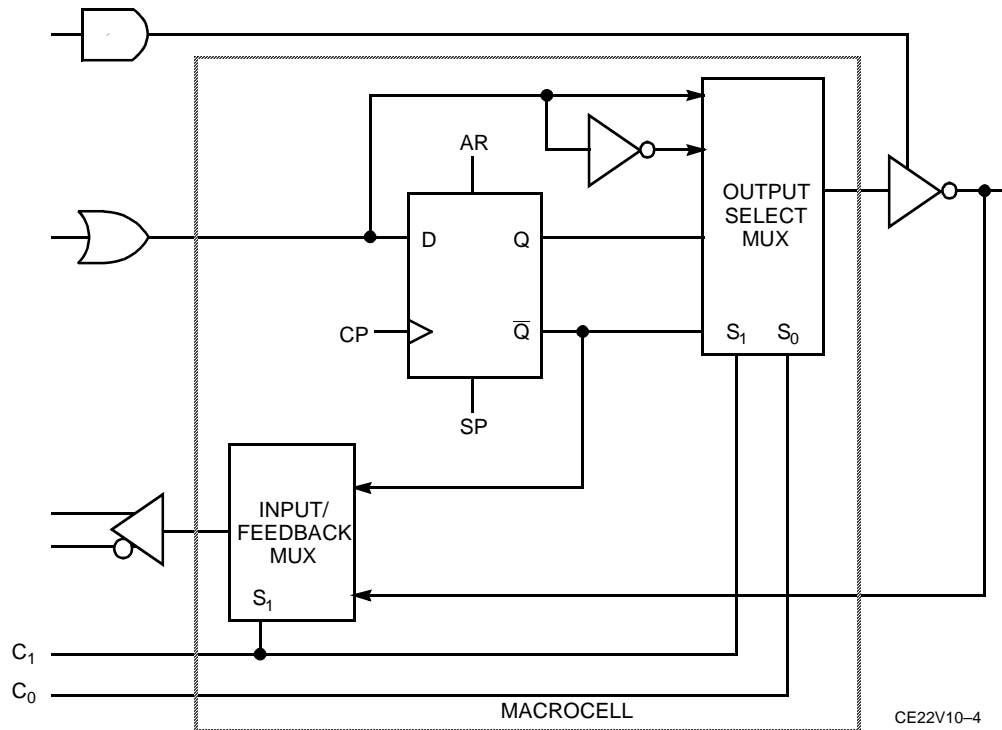 AR
OUTPUT
SELECT
MUX
D
Q
CP
Q̅
S₁
S₀
SP
INPUT/
FEEDBACK
MUX
S₁
C₁
C₀
MACROCELL
CE22V10–4